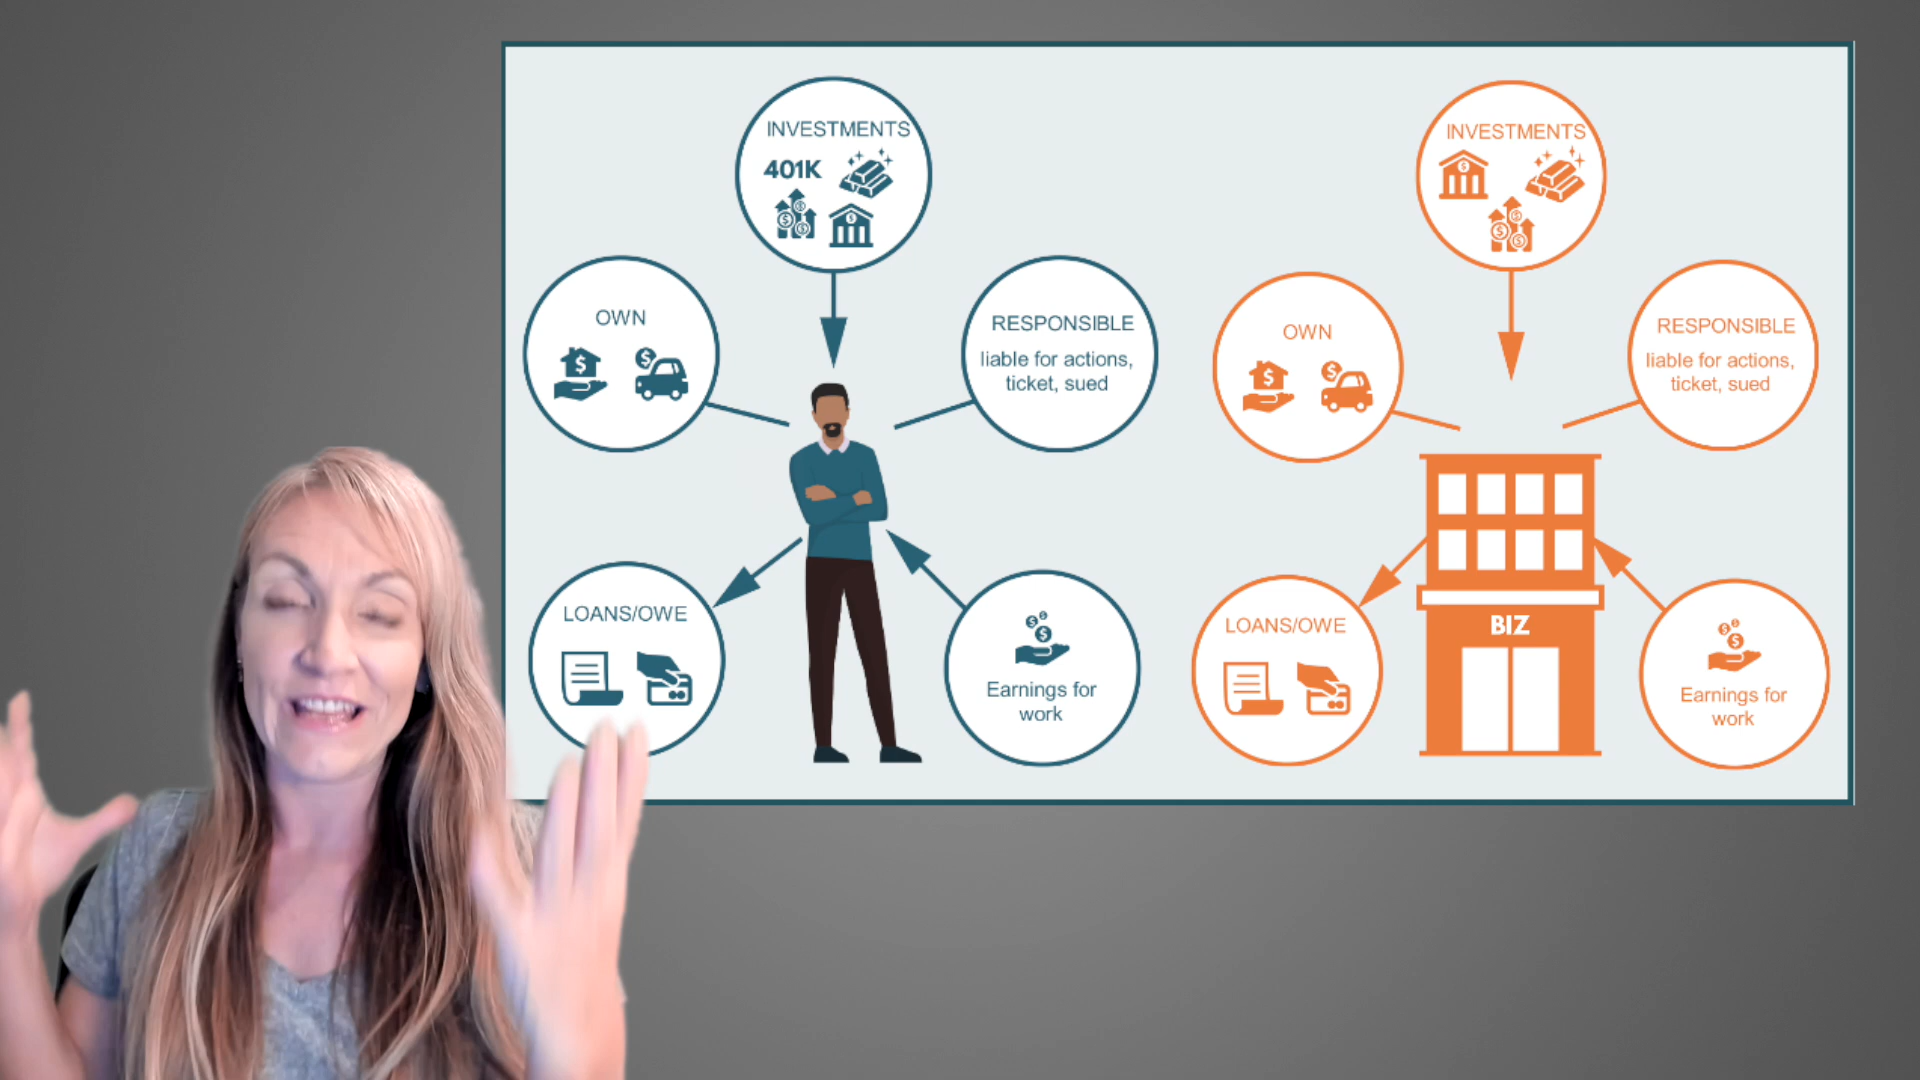 INVESTMENTS
401K
OWN
RESPONSIBLE
liable for actions,
ticket, sued
LOANS/OWE
Earnings for
work
INVESTMENTS
OWN
RESPONSIBLE
liable for actions,
ticket, sued
LOANS/OWE
BIZ
Earnings for
work